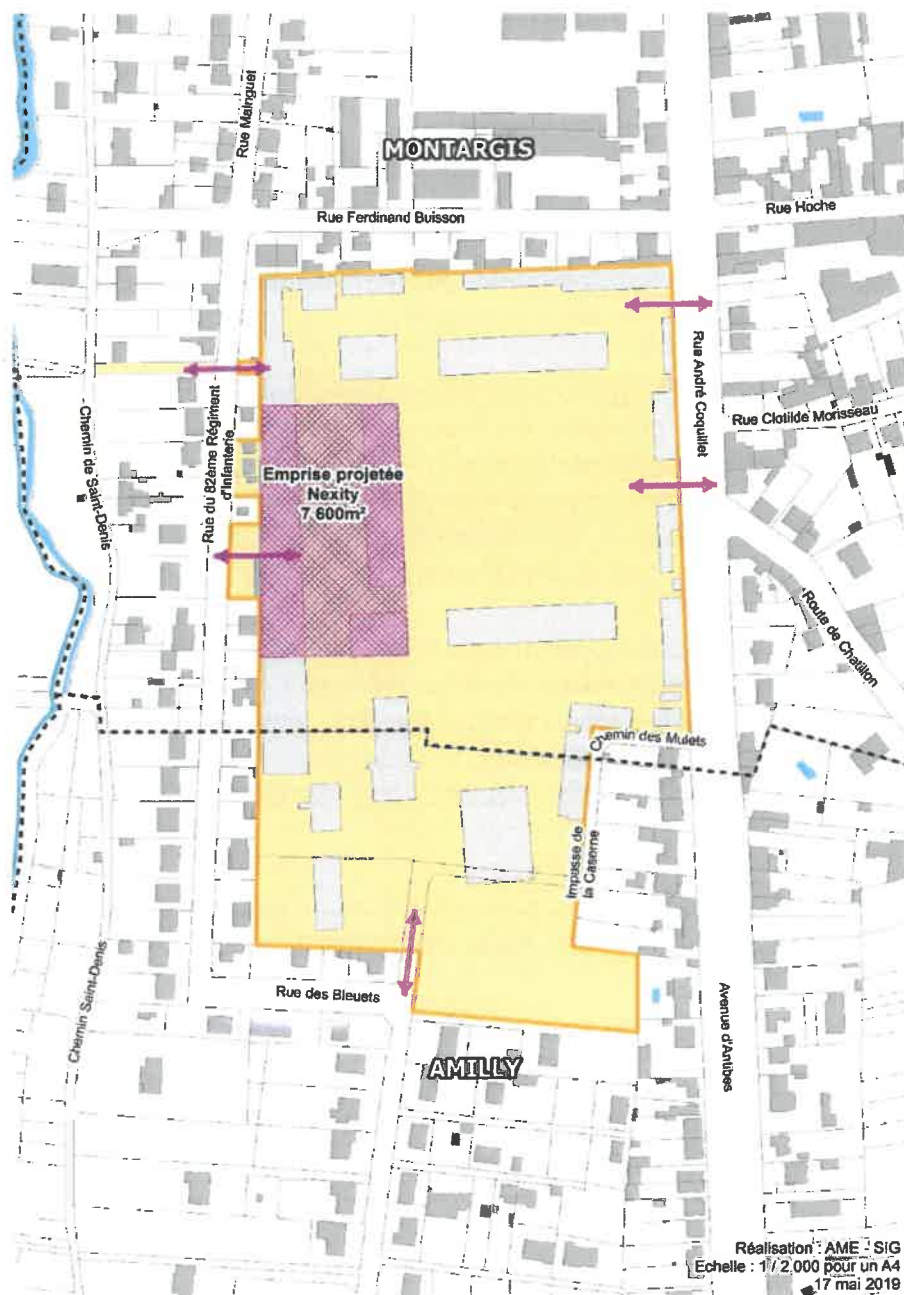 Rue Mainguet
MONTARGIS
Rue Ferdinand Buisson
Rue Hoche
Rue André Coquillet
Rue Clotilde Morisseau
Chemin de Saint-Denis
Rue du 82ème Régiment
d'Infanterie
Emprise projetée
Nexity
7 600m²
Route de Chatillon
Chemin des Mulets
Impasse de
la Caserne
Chemin Saint-Denis
Rue des Bleuets
Avenue d'Antibes
AMILLY
Réalisation : AME - SIG
Echelle : 1 / 2 000 pour un A4
17 mai 2019